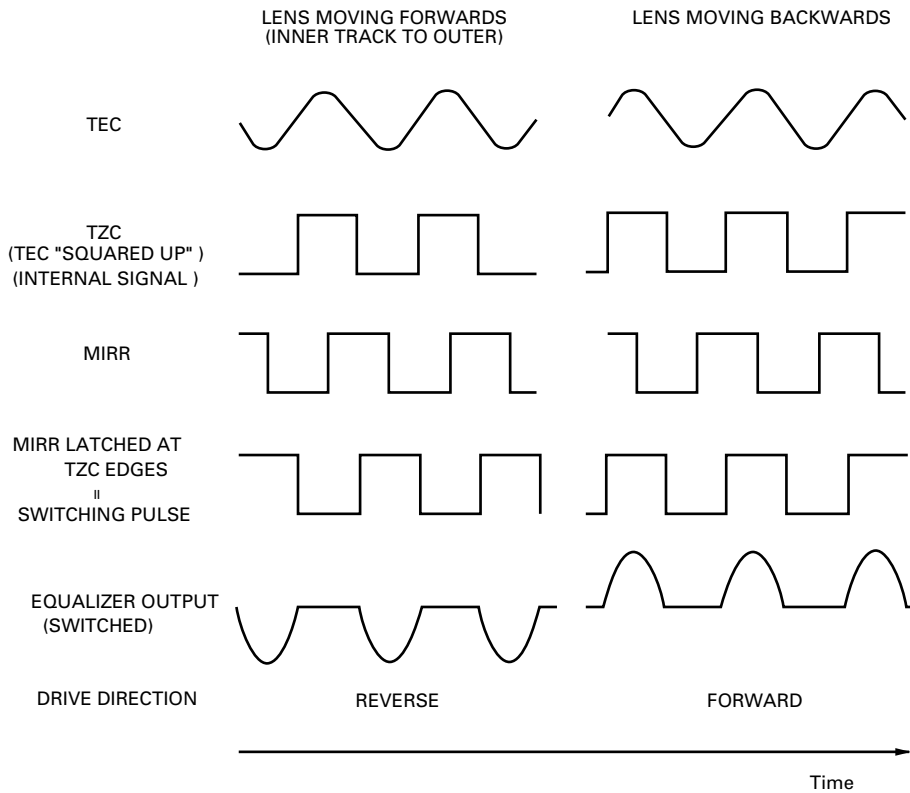 LENS MOVING FORWARDS
(INNER TRACK TO OUTER)
LENS MOVING BACKWARDS
TEC
TZC
(TEC "SQUARED UP" )
(INTERNAL SIGNAL )
MIRR
MIRR LATCHED AT
TZC EDGES
=
SWITCHING PULSE
EQUALIZER OUTPUT
(SWITCHED)
DRIVE DIRECTION
REVERSE
FORWARD
Time